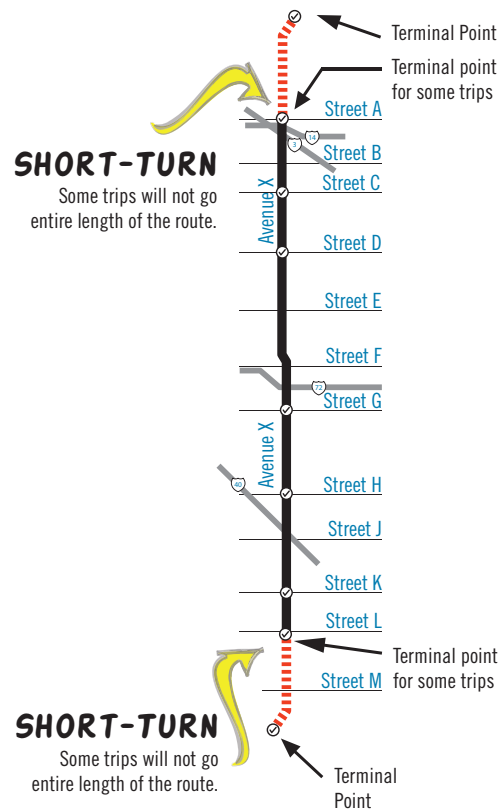 Terminal Point
Terminal point
for some trips
Street A
14
3
SHORT-TURN
Some trips will not go
entire length of the route.
Street B
Street C
Avenue X
Street D
Street E
Street F
72
Street G
Avenue X
40
Street H
Street J
Street K
Street L
Terminal point
for some trips
Street M
SHORT-TURN
Some trips will not go
entire length of the route.
Terminal
Point